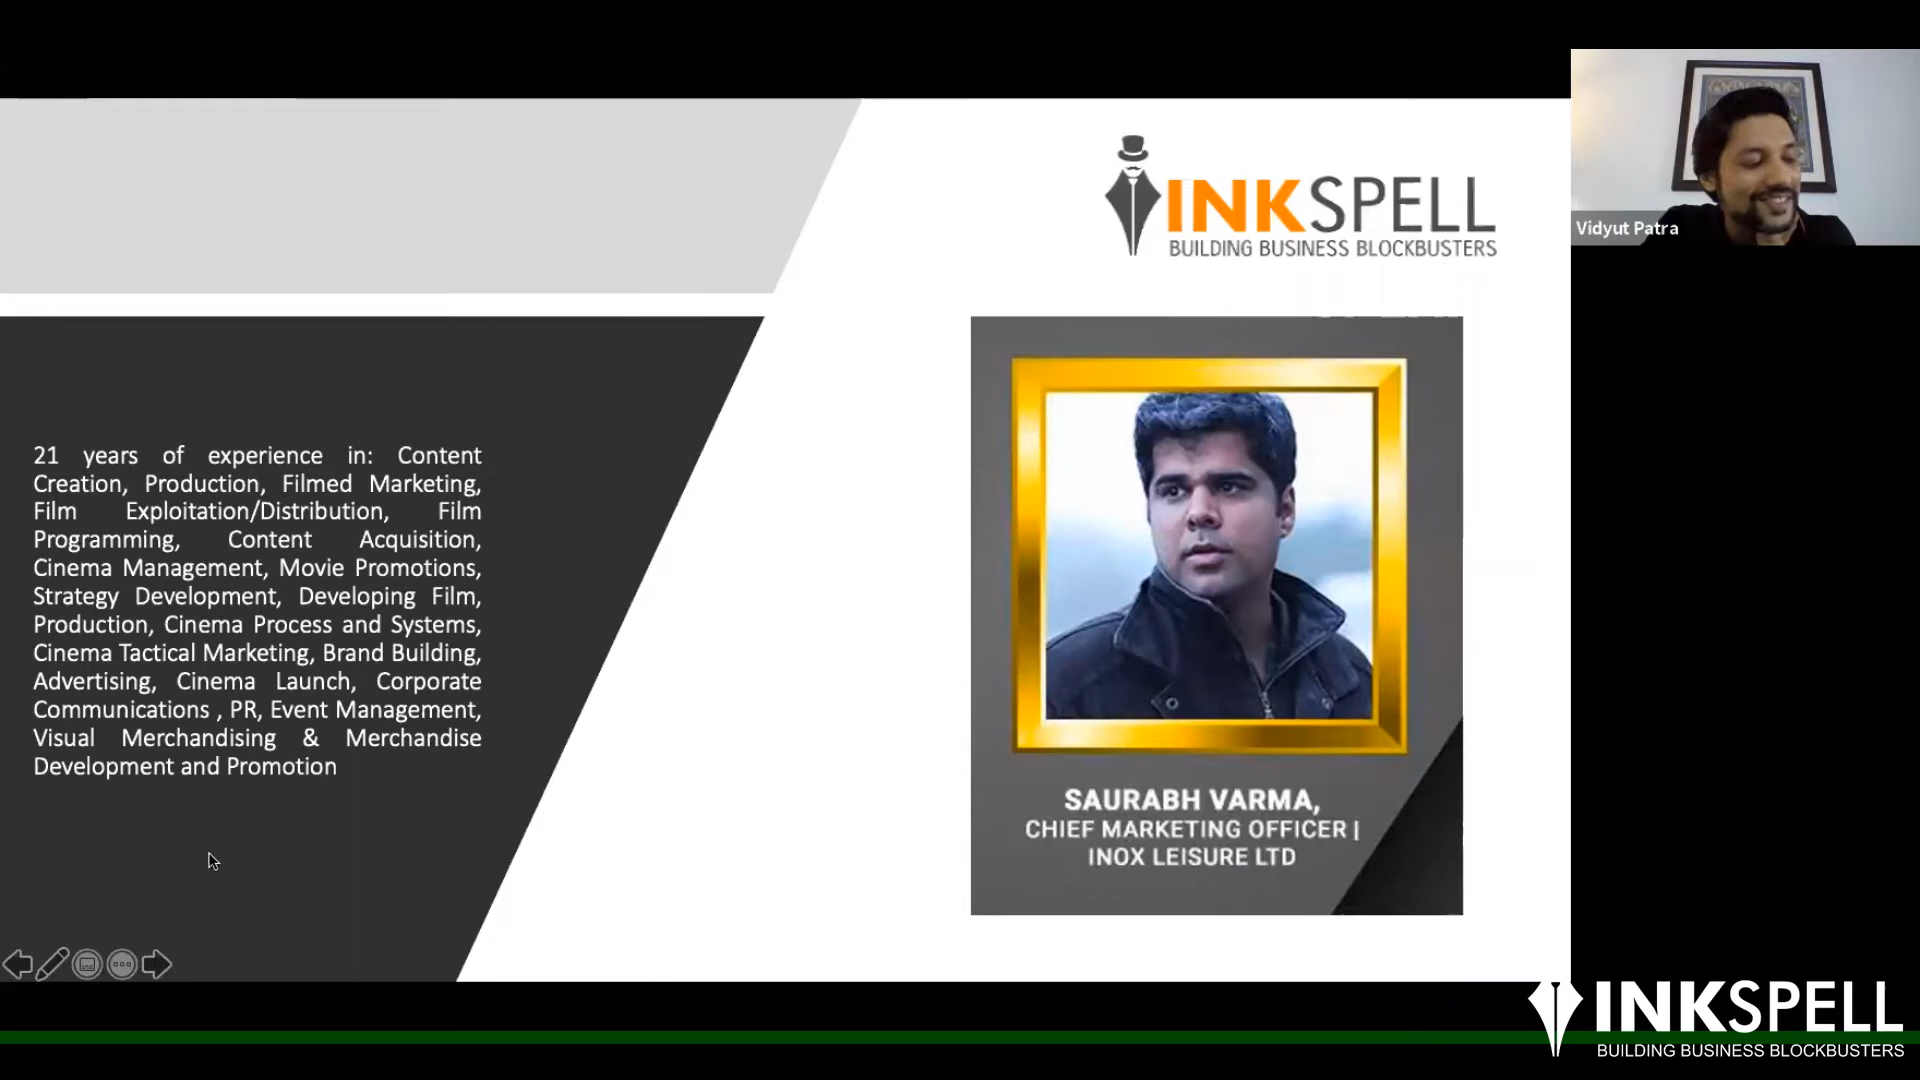 INKSPELL
BUILDING BUSINESS BLOCKBUSTERS
Vidyut Patra
21 years of experience in: Content
Creation, Production, Filmed Marketing,
Film Exploitation/Distribution, Film
Programming, Content Acquisition,
Cinema Management, Movie Promotions,
Strategy Development, Developing Film,
Production, Cinema Process and Systems,
Cinema Tactical Marketing, Brand Building,
Advertising, Cinema Launch, Corporate
Communications , PR, Event Management,
Visual Merchandising & Merchandise
Development and Promotion
SAURABH VARMA,
CHIEF MARKETING OFFICER |
INOX LEISURE LTD
INKSPELL
BUILDING BUSINESS BLOCKBUSTERS